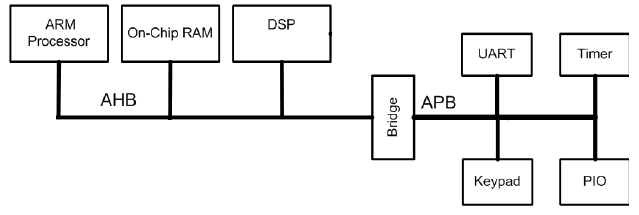 ARM
Processor
On-Chip RAM
DSP
UART
Timer
AHB
Bridge
APB
Keypad
PIO